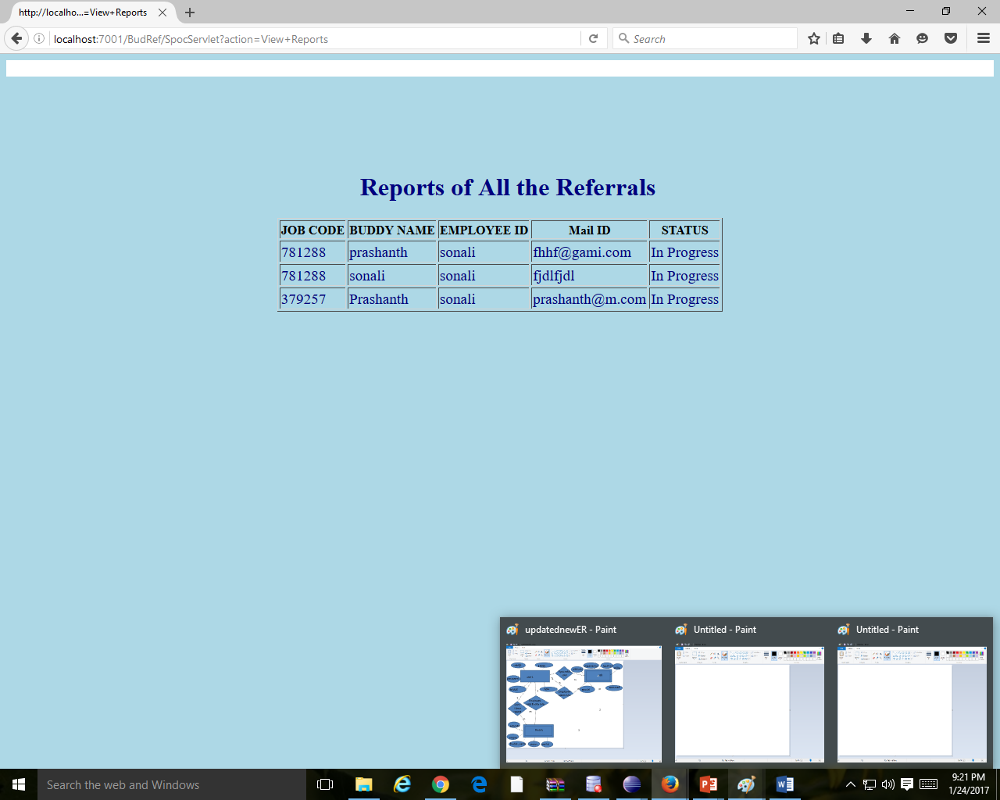 http://localho...=View+Reports
localhost:7001/BudRef/SpocServlet?action=View+Reports
Search
Reports of All the Referrals
JOB CODE BUDDY NAME EMPLOYEE ID Mail ID STATUS
781288 prashanth sonali fhhf@gami.com In Progress
781288 sonali sonali fjdlfjdl In Progress
379257 Prashanth sonali prashanth@m.com In Progress
updatednewER - Paint Untitled - Paint Untitled - Paint
Search the web and Windows
9:21 PM
1/24/2017